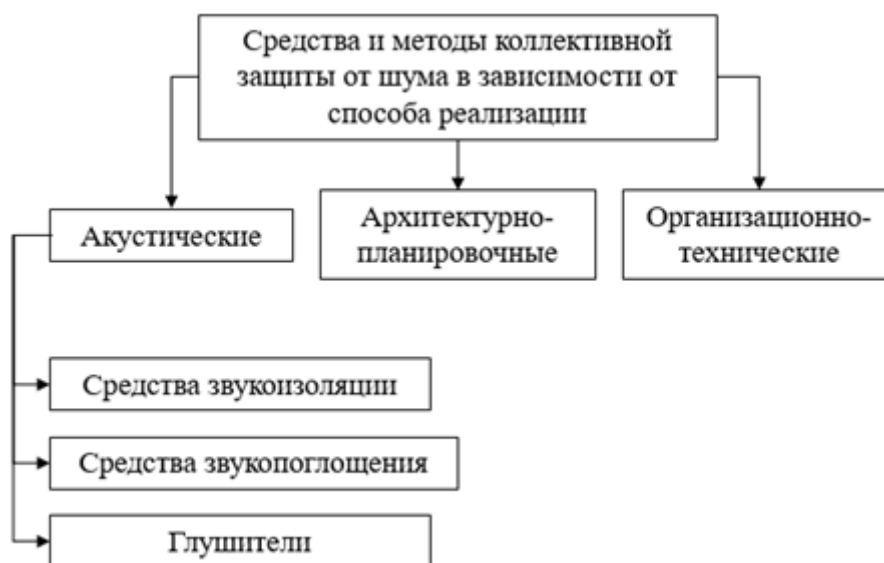 Средства и методы коллективной
защиты от шума в зависимости от
способа реализации
Акустические
Архитектурно-
планировочные
Организационно-
технические
Средства звукоизоляции
Средства звукопоглощения
Глушители